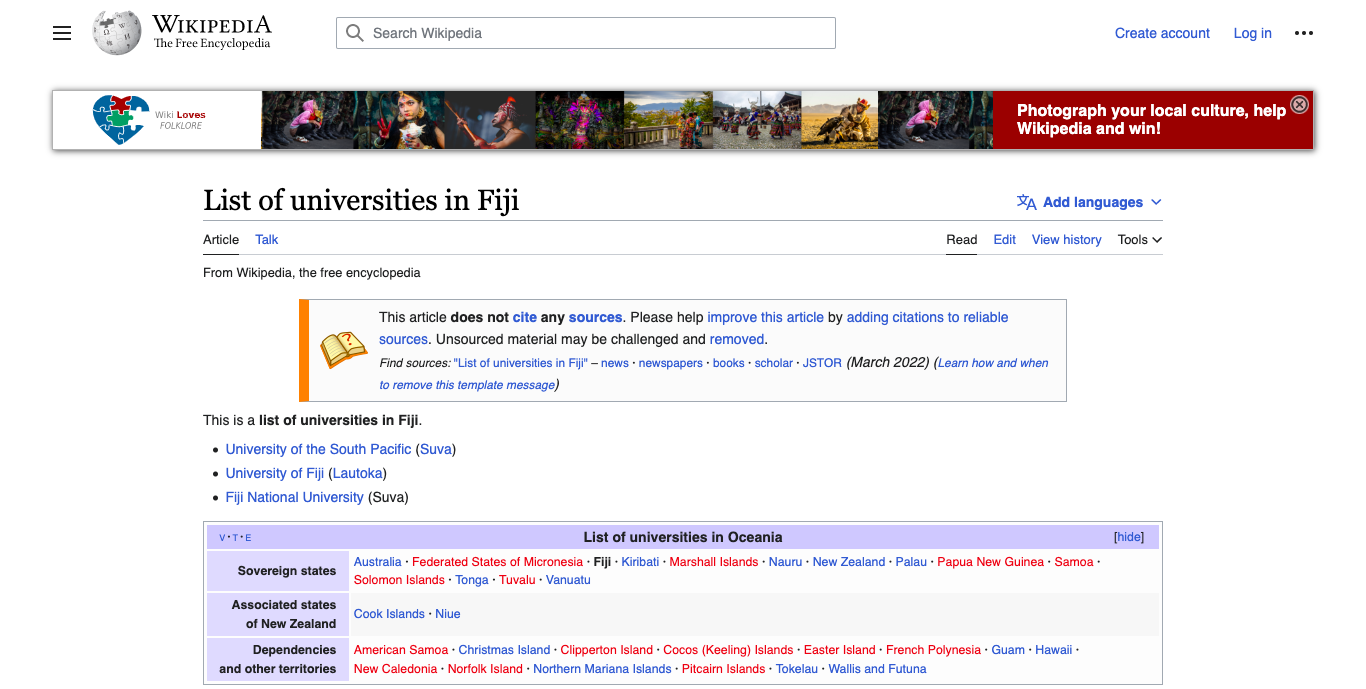 WIKIPEDIA
The Free Encyclopedia
Search Wikipedia
Create account
Log in
Wiki Loves
FOLKLORE
Photograph your local culture, help
Wikipedia and win!
List of universities in Fiji
Add languages
Article Talk
Read Edit View history Tools
From Wikipedia, the free encyclopedia
This article does not cite any sources. Please help improve this article by adding citations to reliable
sources. Unsourced material may be challenged and removed.
Find sources: "List of universities in Fiji" – news · newspapers · books · scholar · JSTOR (March 2022) (Learn how and when
to remove this template message)
This is a list of universities in Fiji.
• University of the South Pacific (Suva)
• University of Fiji (Lautoka)
• Fiji National University (Suva)
V · T · E List of universities in Oceania [hide]
Sovereign states
Australia · Federated States of Micronesia · Fiji · Kiribati · Marshall Islands · Nauru · New Zealand · Palau · Papua New Guinea · Samoa ·
Solomon Islands · Tonga · Tuvalu · Vanuatu
Associated states
of New Zealand
Cook Islands · Niue
Dependencies
and other territories
American Samoa · Christmas Island · Clipperton Island · Cocos (Keeling) Islands · Easter Island · French Polynesia · Guam · Hawaii ·
New Caledonia · Norfolk Island · Northern Mariana Islands · Pitcairn Islands · Tokelau · Wallis and Futuna